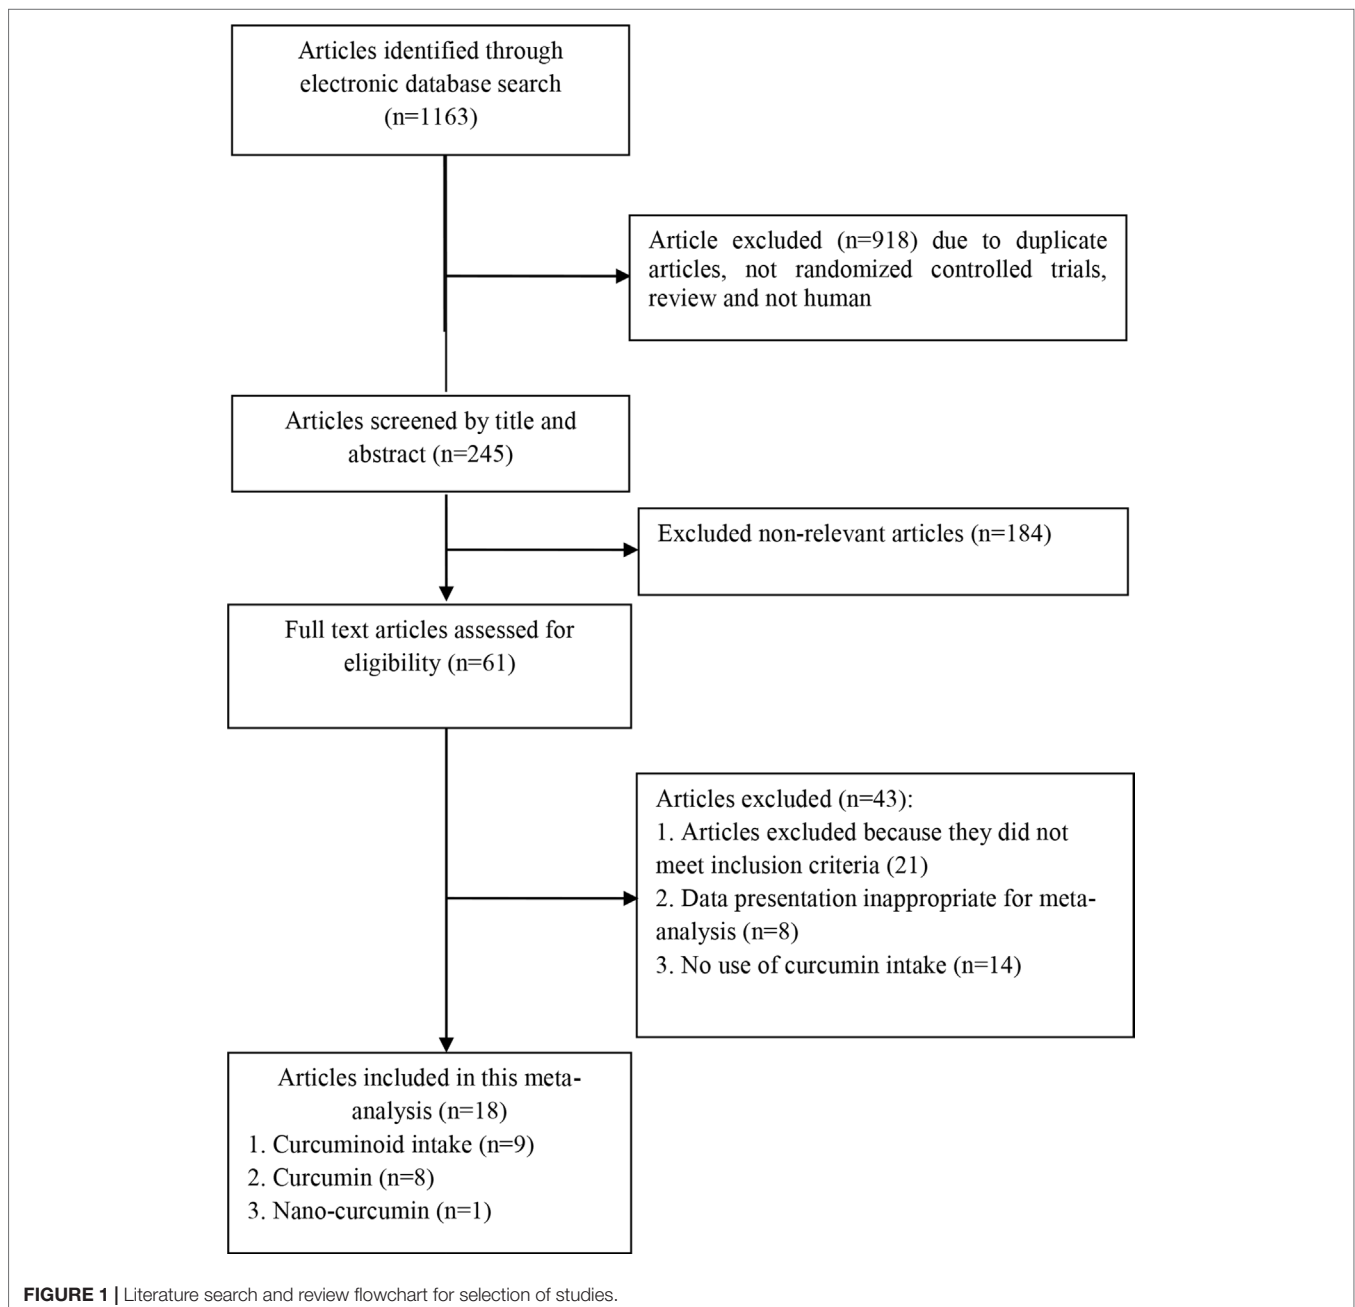 Articles identified through
electronic database search
(n=1163)
Article excluded (n=918) due to duplicate
articles, not randomized controlled trials,
review and not human
Articles screened by title and
abstract (n=245)
Excluded non-relevant articles (n=184)
Full text articles assessed for
eligibility (n=61)
Articles excluded (n=43):
1. Articles excluded because they did not
meet inclusion criteria (21)
2. Data presentation inappropriate for meta-
analysis (n=8)
3. No use of curcumin intake (n=14)
Articles included in this meta-
analysis (n=18)
1. Curcuminoid intake (n=9)
2. Curcumin (n=8)
3. Nano-curcumin (n=1)
FIGURE 1 | Literature search and review flowchart for selection of studies.